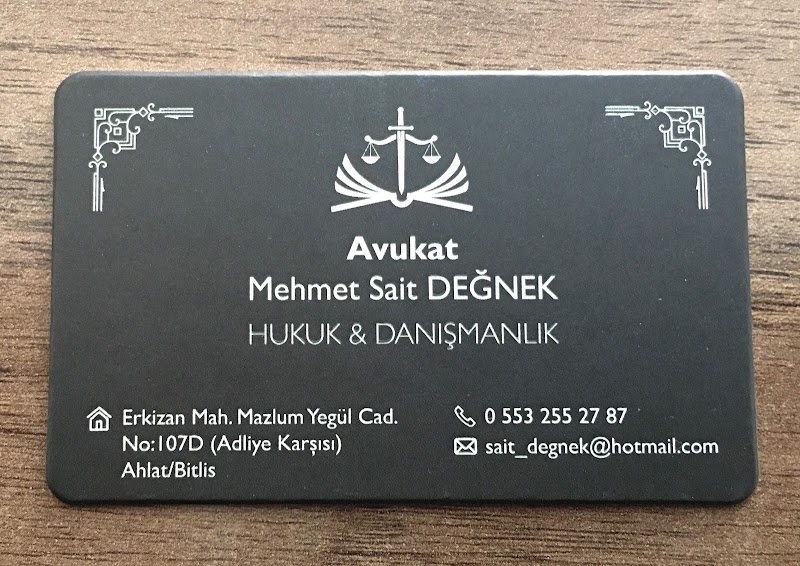 Avukat
Mehmet Sait DEĞNEK
HUKUK & DANIŞMANLIK
Erkizan Mah. Mazlum Yegül Cad.
No:107D (Adliye Karşısı)
Ahlat/Bitlis
0 553 255 27 87
sait_degnek@hotmail.com